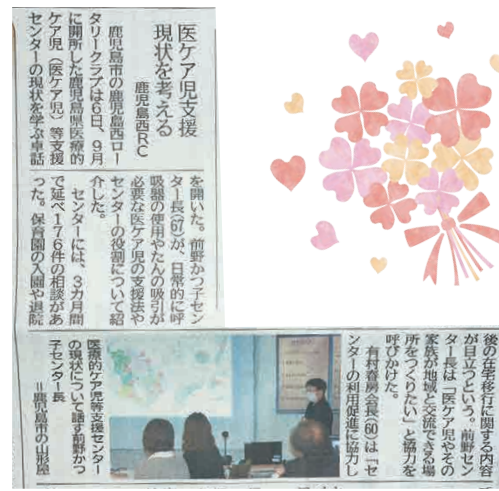 医ケア児支援
現状を考える
鹿児島西RC
鹿児島市の鹿児島西ロー
タリークラブは6日、9月
に開所した鹿児島県医療的
ケア児(医ケア児)等支援
センターの現状を学ぶ卓話
を開いた。前野かつ子セン
ター長(67)が、日常的に呼
吸器の使用やたんの吸引が
必要な医ケア児の支援法や
センターの役割について紹
介した。
センターには、3カ月間
で延べ176件の相談があ
った。保育園の入園や退院
後の在宅移行に関する内容
が目立つという。前野セン
ター長は「医ケア児やその
家族が地域と交流できる場
所をつくりたい」と協力を
呼びかけた。
有村春房会長(60)は「セ
ンターの利用促進に協力し
医療的ケア児等支援センター
の現状について話す前野かつ
子センター長
=鹿児島市の山形屋